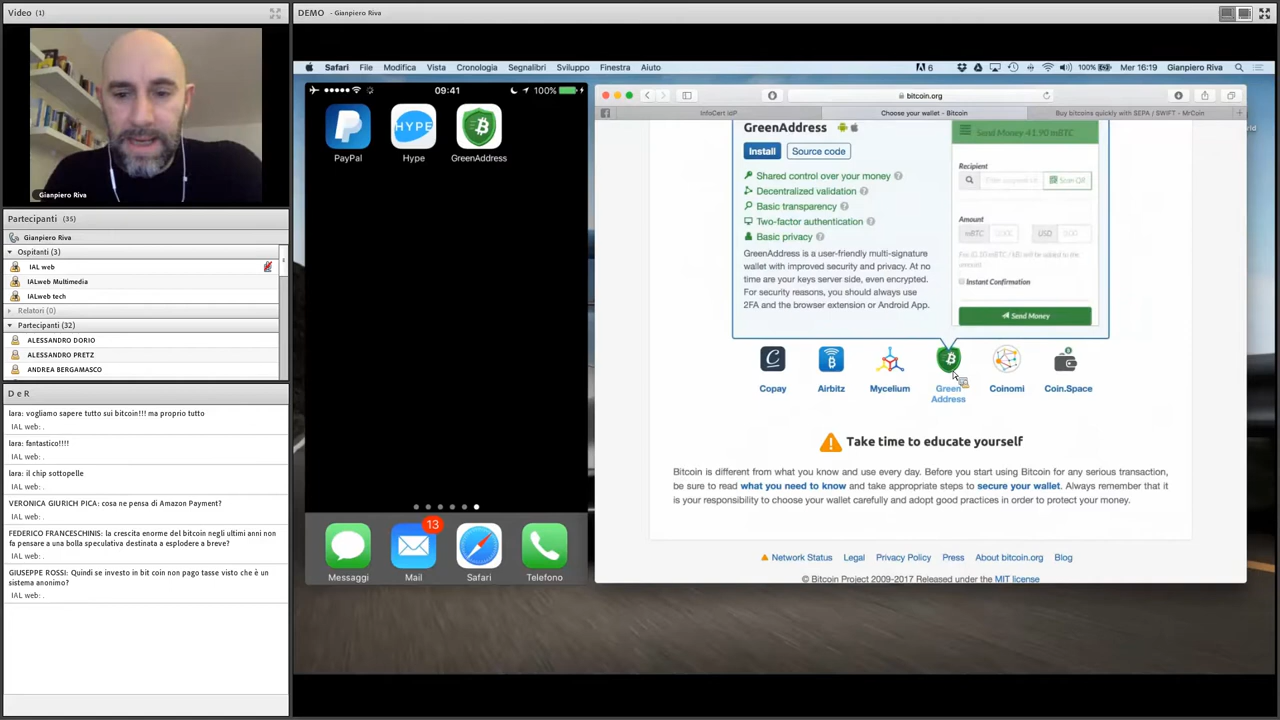 Video (1)
Gianpiero Riva
Partecipanti (35)
Gianpiero Riva
Ospitanti (3)
IAL web
IALweb Multimedia
IALweb tech
Relatori (0)
Partecipanti (32)
ALESSANDRO DORIO
ALESSANDRO PRETZ
ANDREA BERGAMASCO
D e R
lara: vogliamo sapere tutto sui bitcoin!!! ma proprio tutto
IAL web: .
lara: fantastico!!!!
IAL web: .
lara: il chip sottopelle
IAL web: .
VERONICA GIURICH PICA: cosa ne pensa di Amazon Payment?
IAL web: .
FEDERICO FRANCESCHINIS: la crescita enorme del bitcoin negli ultimi anni non
fa pensare a una bolla speculativa destinata a esplodere a breve?
IAL web: .
GIUSEPPE ROSSI: Quindi se investo in bit coin non pago tasse visto che è un
sistema anonimo?
IAL web: .
DEMO - Gianpiero Riva
Safari File Modifica Vista Cronologia Segnalibri Sviluppo Finestra Aiuto
6 100% Mer 16:19 Gianpiero Riva
09:41 100%
PayPal
HYPE
Hype
GreenAddress
13
Messaggi
Mail
Safari
Telefono
bitcoin.org
InfoCert idP
Choose your wallet - Bitcoin
Buy bitcoins quickly with SEPA / SWIFT - MrCoin
GreenAddress
Install
Source code
Shared control over your money ?
Decentralized validation ?
Basic transparency ?
Two-factor authentication ?
Basic privacy ?
GreenAddress is a user-friendly multi-signature
wallet with improved security and privacy. At no
time are your keys server side, even encrypted.
For security reasons, you should always use
2FA and the browser extension or Android App.
Send Money 41.90 mBTC
Recipient
Scan QR
Amount
mBTC
USD
Instant Confirmation
Send Money
Copay
Airbitz
Mycelium
Green
Address
Coinomi
Coin.Space
Take time to educate yourself
Bitcoin is different from what you know and use every day. Before you start using Bitcoin for any serious transaction,
be sure to read what you need to know and take appropriate steps to secure your wallet. Always remember that it
is your responsibility to choose your wallet carefully and adopt good practices in order to protect your money.
Network Status Legal Privacy Policy Press About bitcoin.org Blog
© Bitcoin Project 2009-2017 Released under the MIT license